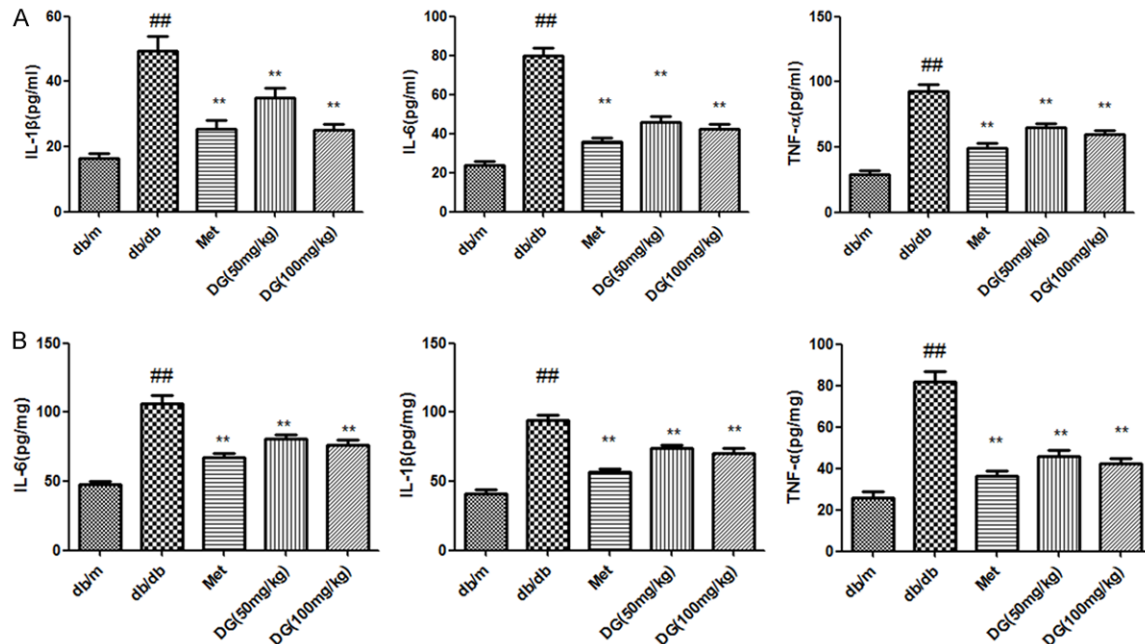 A
IL-1β(pg/ml)
60
40
20
0
##
**
**
**
db/m
db/db
Met
DG(50mg/kg)
DG(100mg/kg)
IL-6(pg/ml)
100
80
60
40
20
0
##
**
**
**
db/m
db/db
Met
DG(50mg/kg)
DG(100mg/kg)
TNF-α(pg/ml)
150
100
50
0
##
**
**
**
db/m
db/db
Met
DG(50mg/kg)
DG(100mg/kg)
B
IL-6(pg/mg)
150
100
50
0
##
**
**
**
db/m
db/db
Met
DG(50mg/kg)
DG(100mg/kg)
IL-1β(pg/mg)
150
100
50
0
##
**
**
**
db/m
db/db
Met
DG(50mg/kg)
DG(100mg/kg)
TNF-α(pg/mg)
100
80
60
40
20
0
##
**
**
**
db/m
db/db
Met
DG(50mg/kg)
DG(100mg/kg)